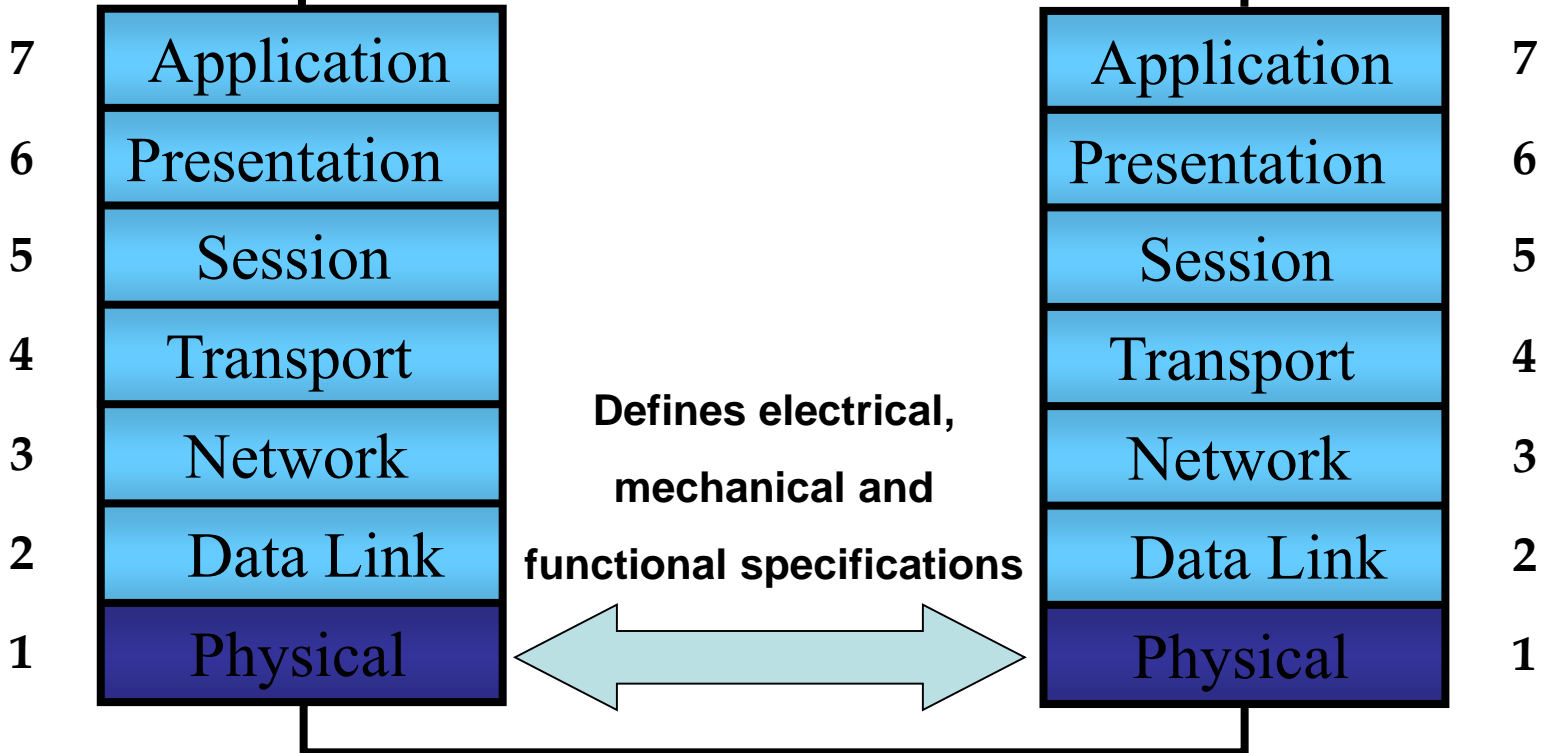 7 Application Application 7
6 Presentation Presentation 6
5 Session Session 5
4 Transport Transport 4
Defines electrical,
3 Network Network 3
mechanical and
2 Data Link Data Link 2
functional specifications
1 Physical Physical 1